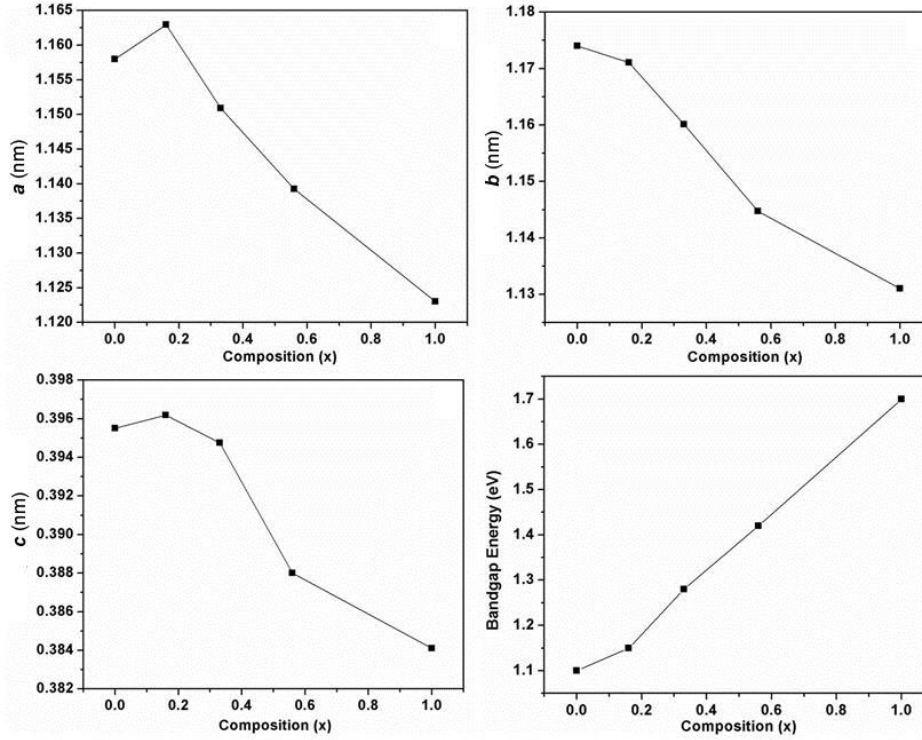 1.165
1.160
1.155
1.150
1.145
1.140
1.135
1.130
1.125
1.120
a (nm)
0.0 0.2 0.4 0.6 0.8 1.0
Composition (x)
1.18
1.17
1.16
1.15
1.14
1.13
b (nm)
0.0 0.2 0.4 0.6 0.8 1.0
Composition (x)
0.398
0.396
0.394
0.392
0.390
0.388
0.386
0.384
0.382
c (nm)
0.0 0.2 0.4 0.6 0.8 1.0
Composition (x)
1.7
1.6
1.5
1.4
1.3
1.2
1.1
Bandgap Energy (eV)
0.0 0.2 0.4 0.6 0.8 1.0
Composition (x)